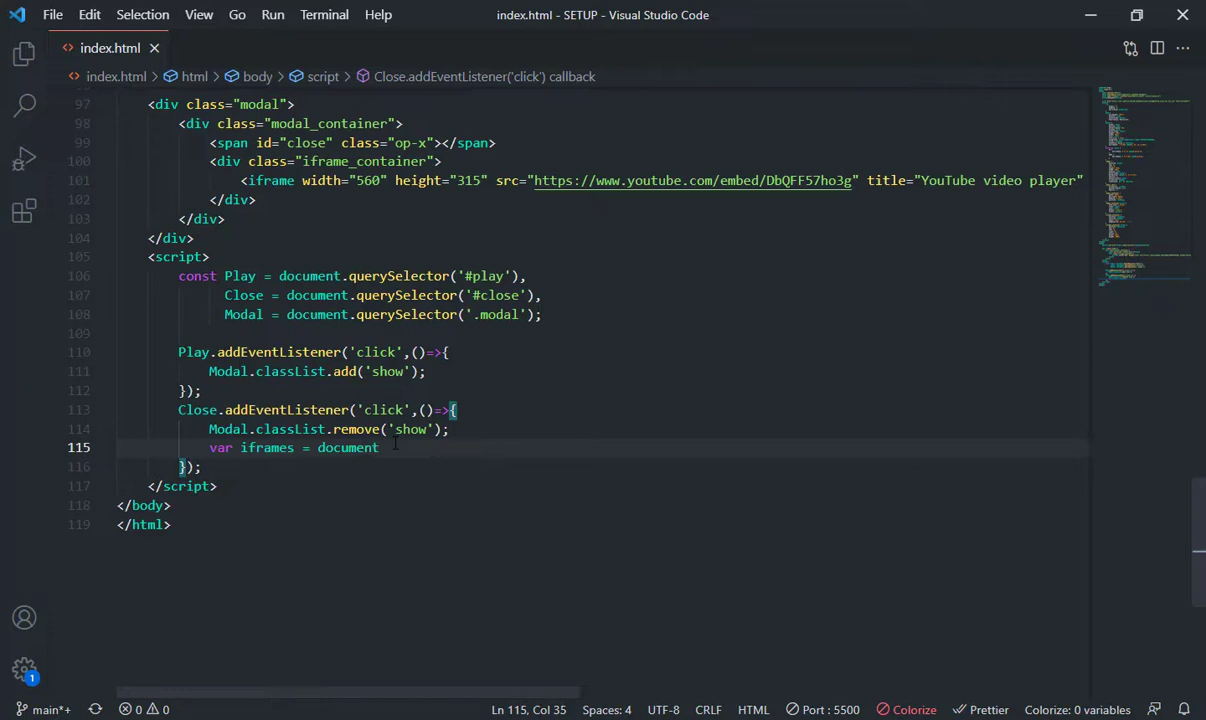 File Edit Selection View Go Run Terminal Help index.html - SETUP - Visual Studio Code
<> index.html
<> index.html > html > body > script > Close.addEventListener('click') callback
97 <div class="modal">
98 <div class="modal_container">
99 <span id="close" class="op-x"></span>
100 <div class="iframe_container">
101 <iframe width="560" height="315" src="https://www.youtube.com/embed/DbQFF57ho3g" title="YouTube video player"
102 </div>
103 </div>
104 </div>
105 <script>
106 const Play = document.querySelector('#play'),
107 Close = document.querySelector('#close'),
108 Modal = document.querySelector('.modal');
109
110 Play.addEventListener('click',()=>{
111 Modal.classList.add('show');
112 });
113 Close.addEventListener('click',()=>{
114 Modal.classList.remove('show');
115 var iframes = document
116 });
117 </script>
118 </body>
119 </html>
1
main*+ 0 0 Ln 115, Col 35 Spaces: 4 UTF-8 CRLF HTML Port : 5500 Colorize Prettier Colorize: 0 variables